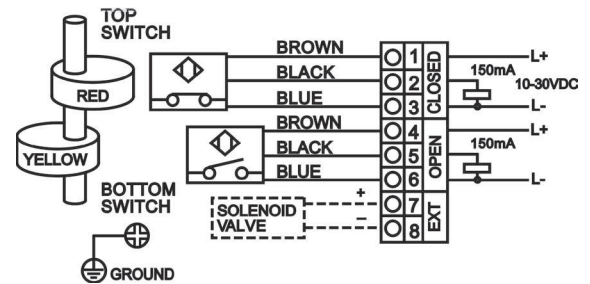 TOP
SWITCH
RED
YELLOW
BOTTOM
SWITCH
GROUND
BROWN
BLACK
BLUE
BROWN
BLACK
BLUE
SOLENOID
VALVE
+
–
1
2
3
4
5
6
7
8
CLOSED
OPEN
EXT
L+
150mA
10-30VDC
L-
L+
150mA
L-